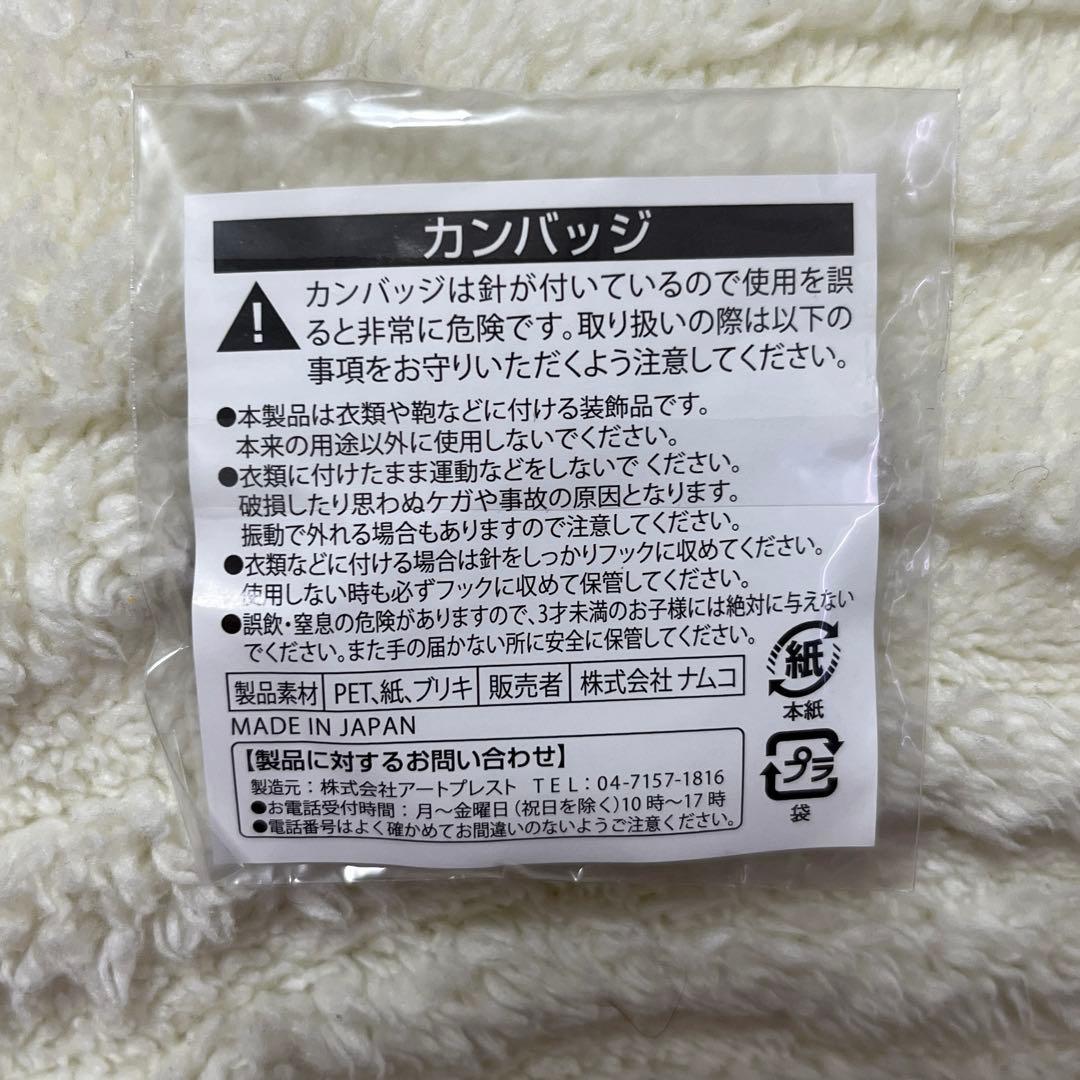 カンバッジ
カンバッジは針が付いているので使用を誤
ると非常に危険です。取り扱いの際は以下の
事項をお守りいただくよう注意してください。
●本製品は衣類や鞄などに付ける装飾品です。
本来の用途以外に使用しないでください。
●衣類に付けたまま運動などをしないで ください。
破損したり思わぬケガや事故の原因となります。
振動で外れる場合もありますので注意してください。
●衣類などに付ける場合は針をしっかりフックに収めてください。
使用しない時も必ずフックに収めて保管してください。
●誤飲・窒息の危険がありますので、3才未満のお子様には絶対に与えない
でください。また手の届かない所に安全に保管してください。
製品素材 PET、紙、ブリキ 販売者 株式会社 ナムコ
MADE IN JAPAN
【製品に対するお問い合わせ】
製造元：株式会社アートプレスト TEL：04-7157-1816
●お電話受付時間：月～金曜日(祝日を除く)10時～17時
●電話番号はよく確かめてお間違いのないようご注意ください。
紙
本紙
プラ
袋